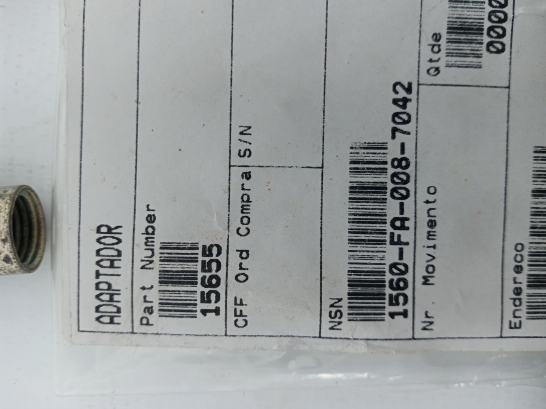 ADAPTADOR
Part Number
15655
CFF Ord Compra S/N
NSN
1560-FA-008-7042
Nr. Movimento
Qtde
Endereco